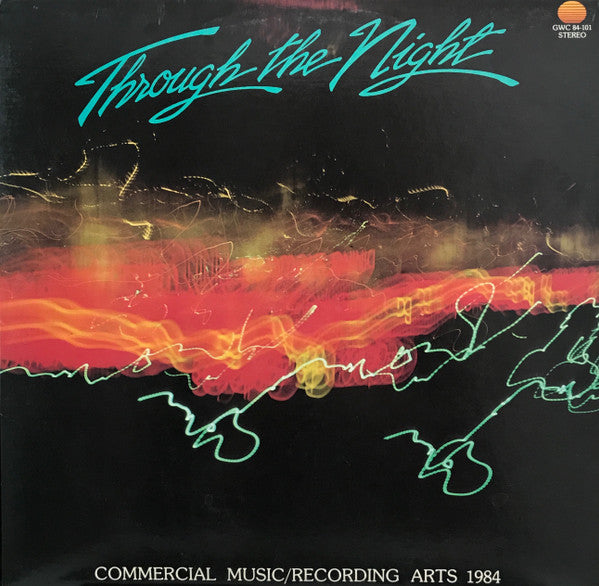 Through the Night
GWC 84-101
STEREO
COMMERCIAL MUSIC/RECORDING ARTS 1984